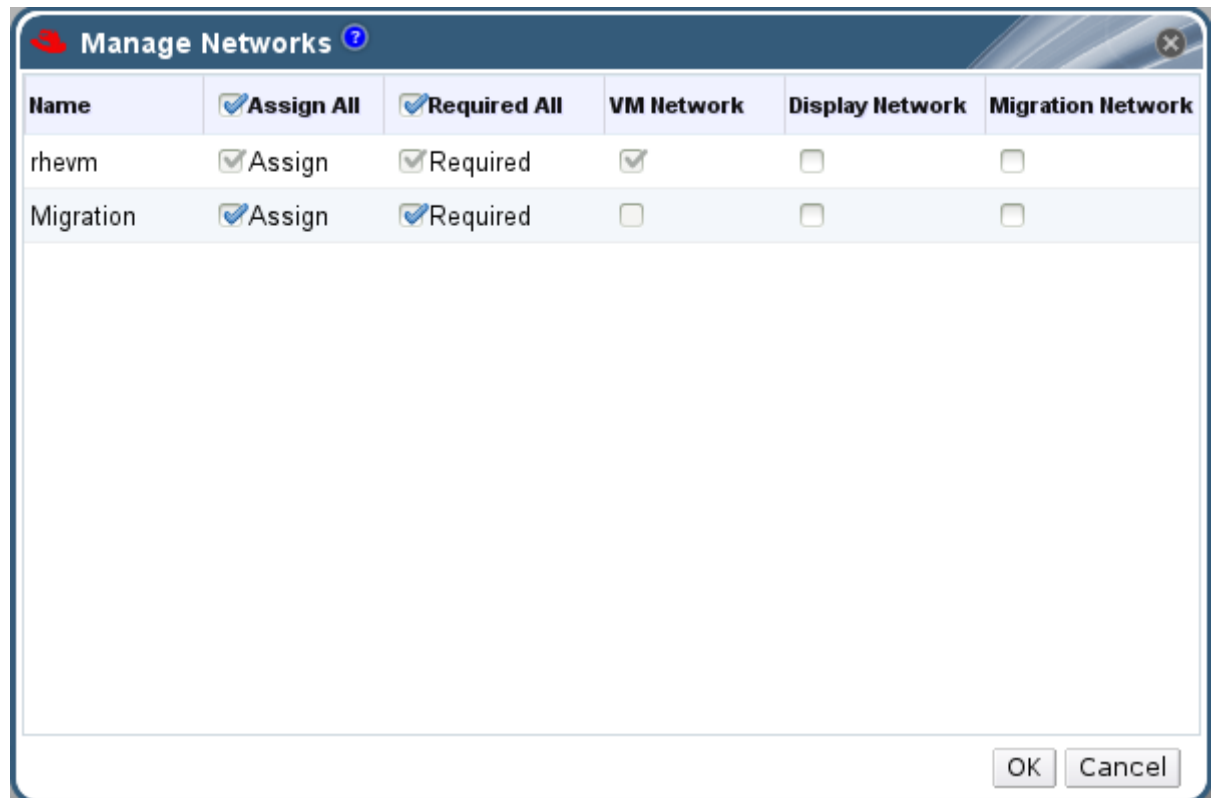 Manage Networks ?
Name Assign All Required All VM Network Display Network Migration Network
rhevm Assign Required
Migration Assign Required
OK Cancel